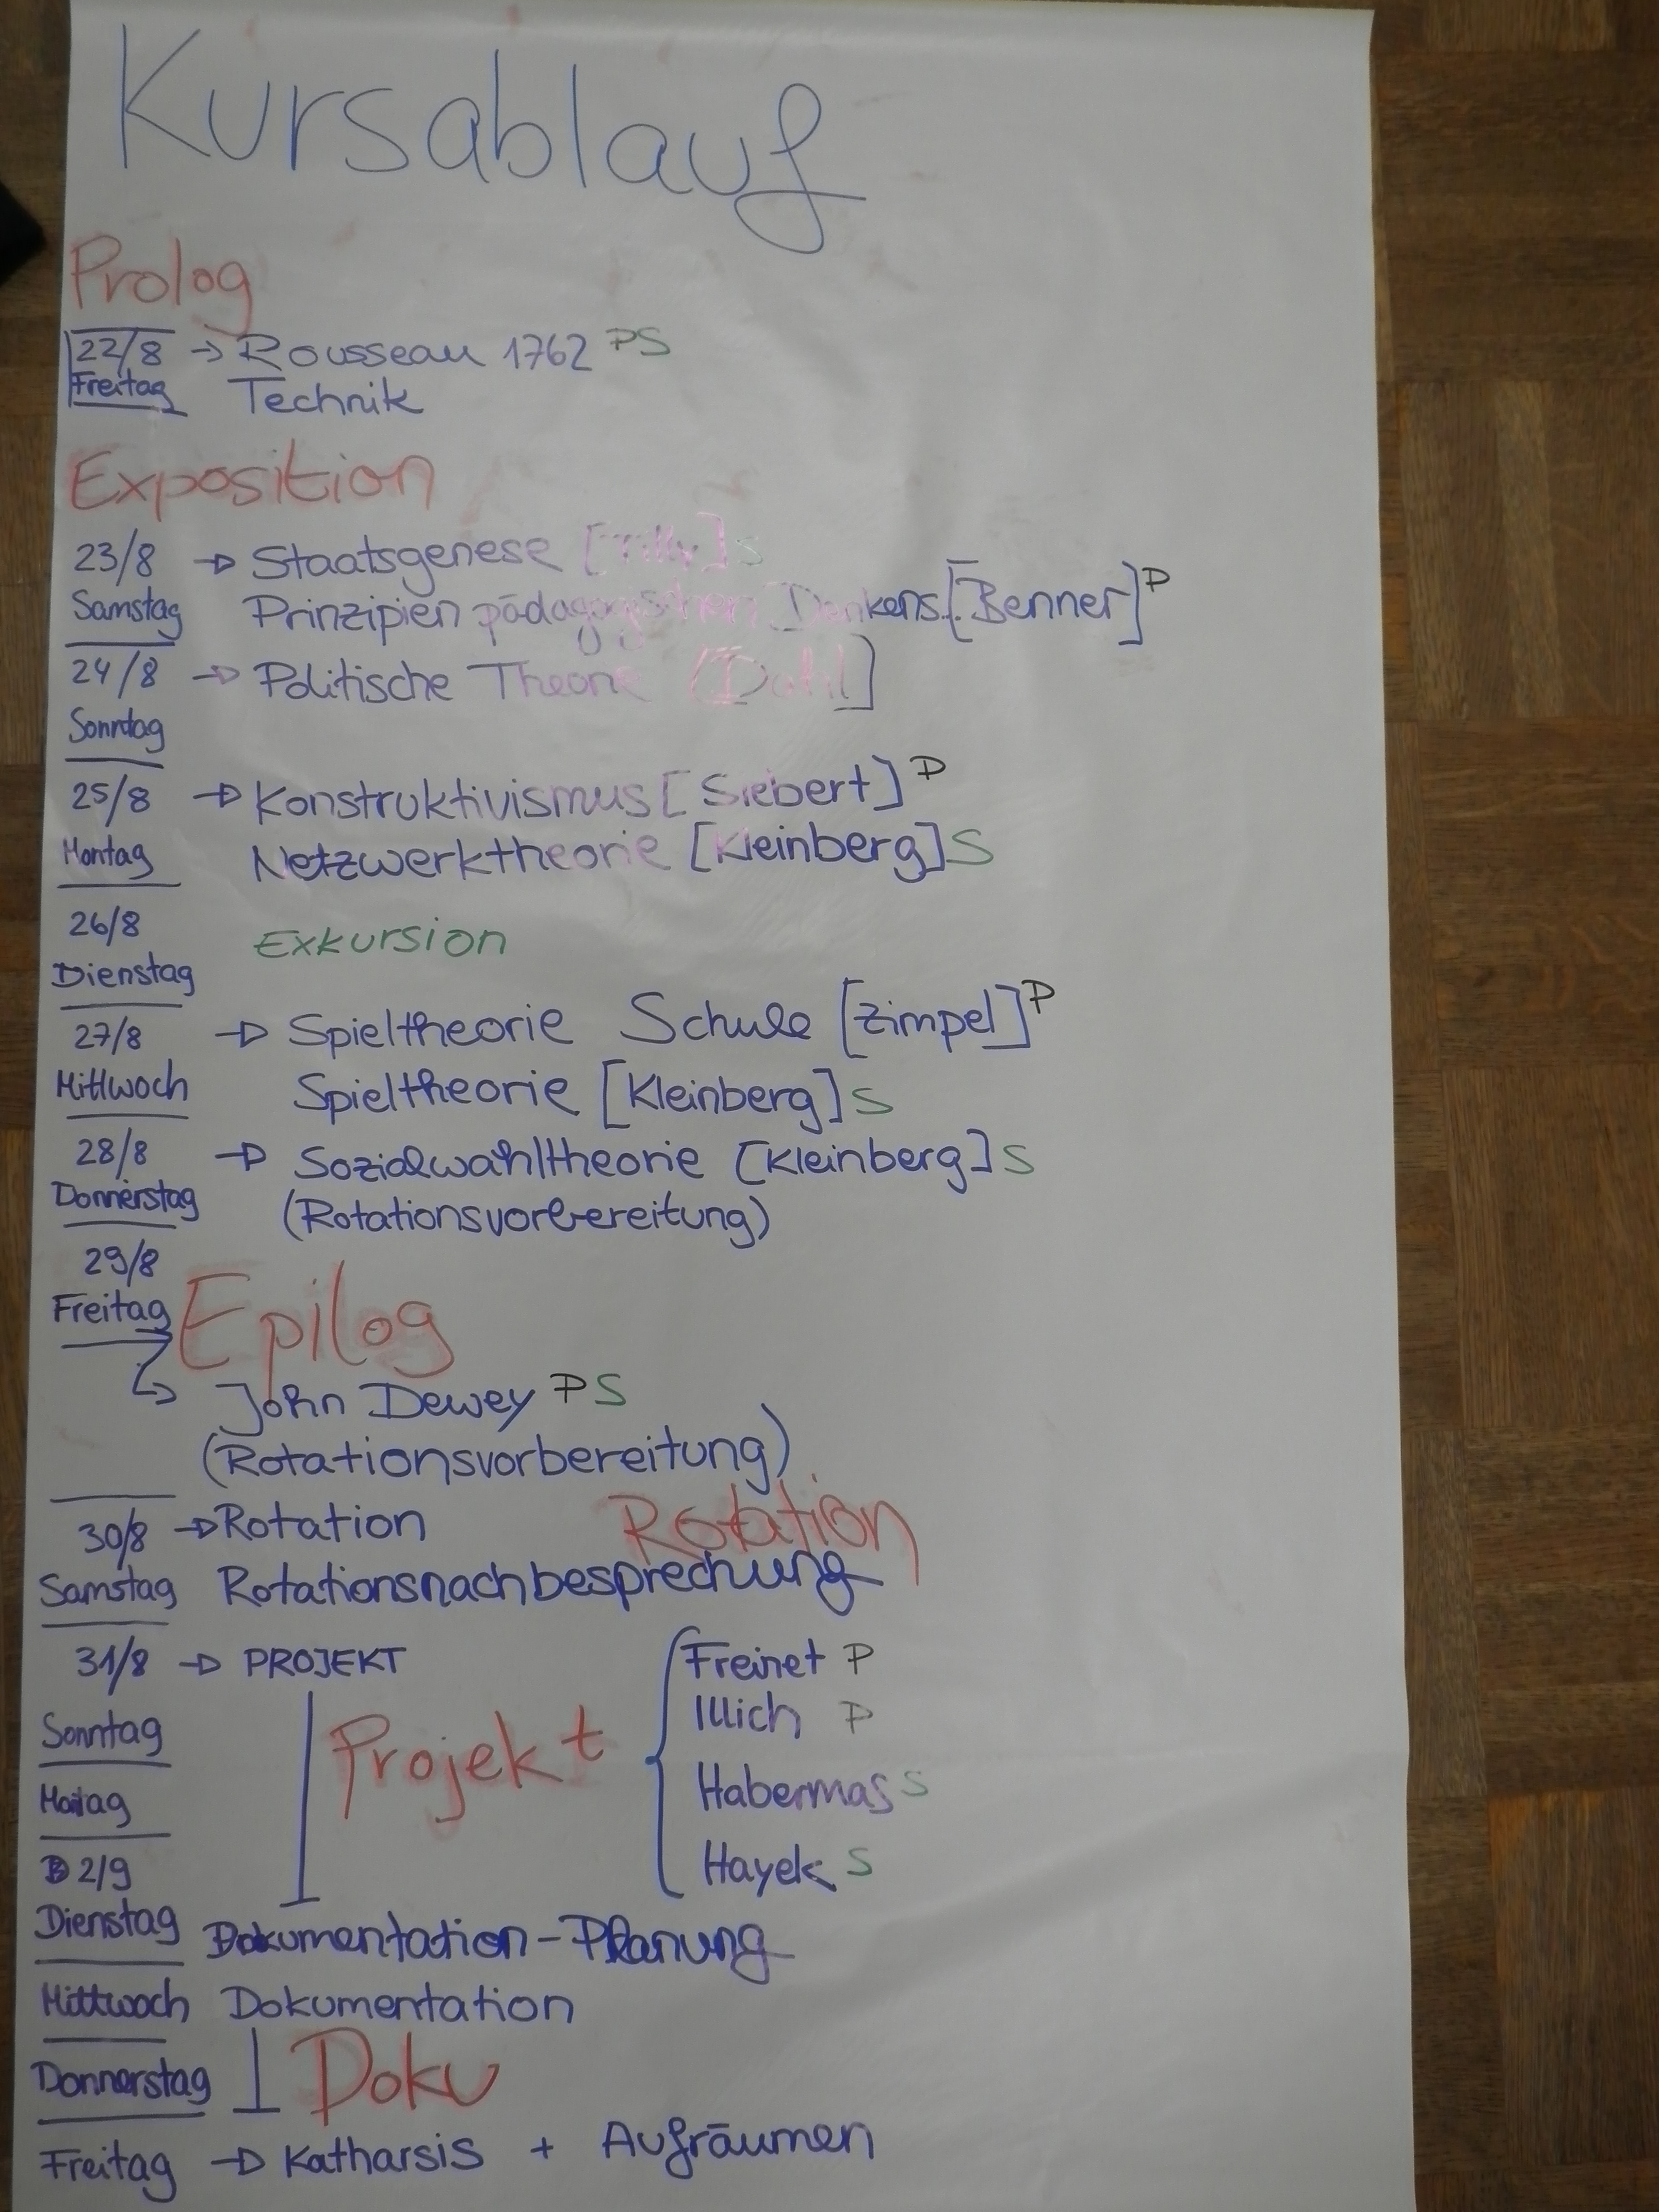 Kursablauf
Prolog
22/8 → Rousseau 1762 PS
Freitag Technik
Exposition
23/8 → Staatsgenese [Tilly] S
Samstag Prinzipien pädagogischen Denkens [Benner] P
24/8 → Politische Theorie [Dahl]
Sonntag
25/8 → Konstruktivismus [Siebert] P
Montag Netzwerktheorie [Kleinberg] S
26/8 Exkursion
Dienstag
27/8 → Spieltheorie Schule [Zimpel] P
Mittwoch Spieltheorie [Kleinberg] S
28/8 → Sozialwahltheorie [Kleinberg] S
Donnerstag (Rotationsvorbereitung)
29/8
Freitag Epilog
John Dewey PS
(Rotationsvorbereitung)
30/8 → Rotation Rotation
Samstag Rotationsnachbesprechung
31/8 → PROJEKT Freinet P
Sonntag Projekt Illich P
Montag Habermas S
2/9 Hayek S
Dienstag Dokumentation-Planung
Mittwoch Dokumentation
Donnerstag Doku
Freitag → Katharsis + Aufräumen